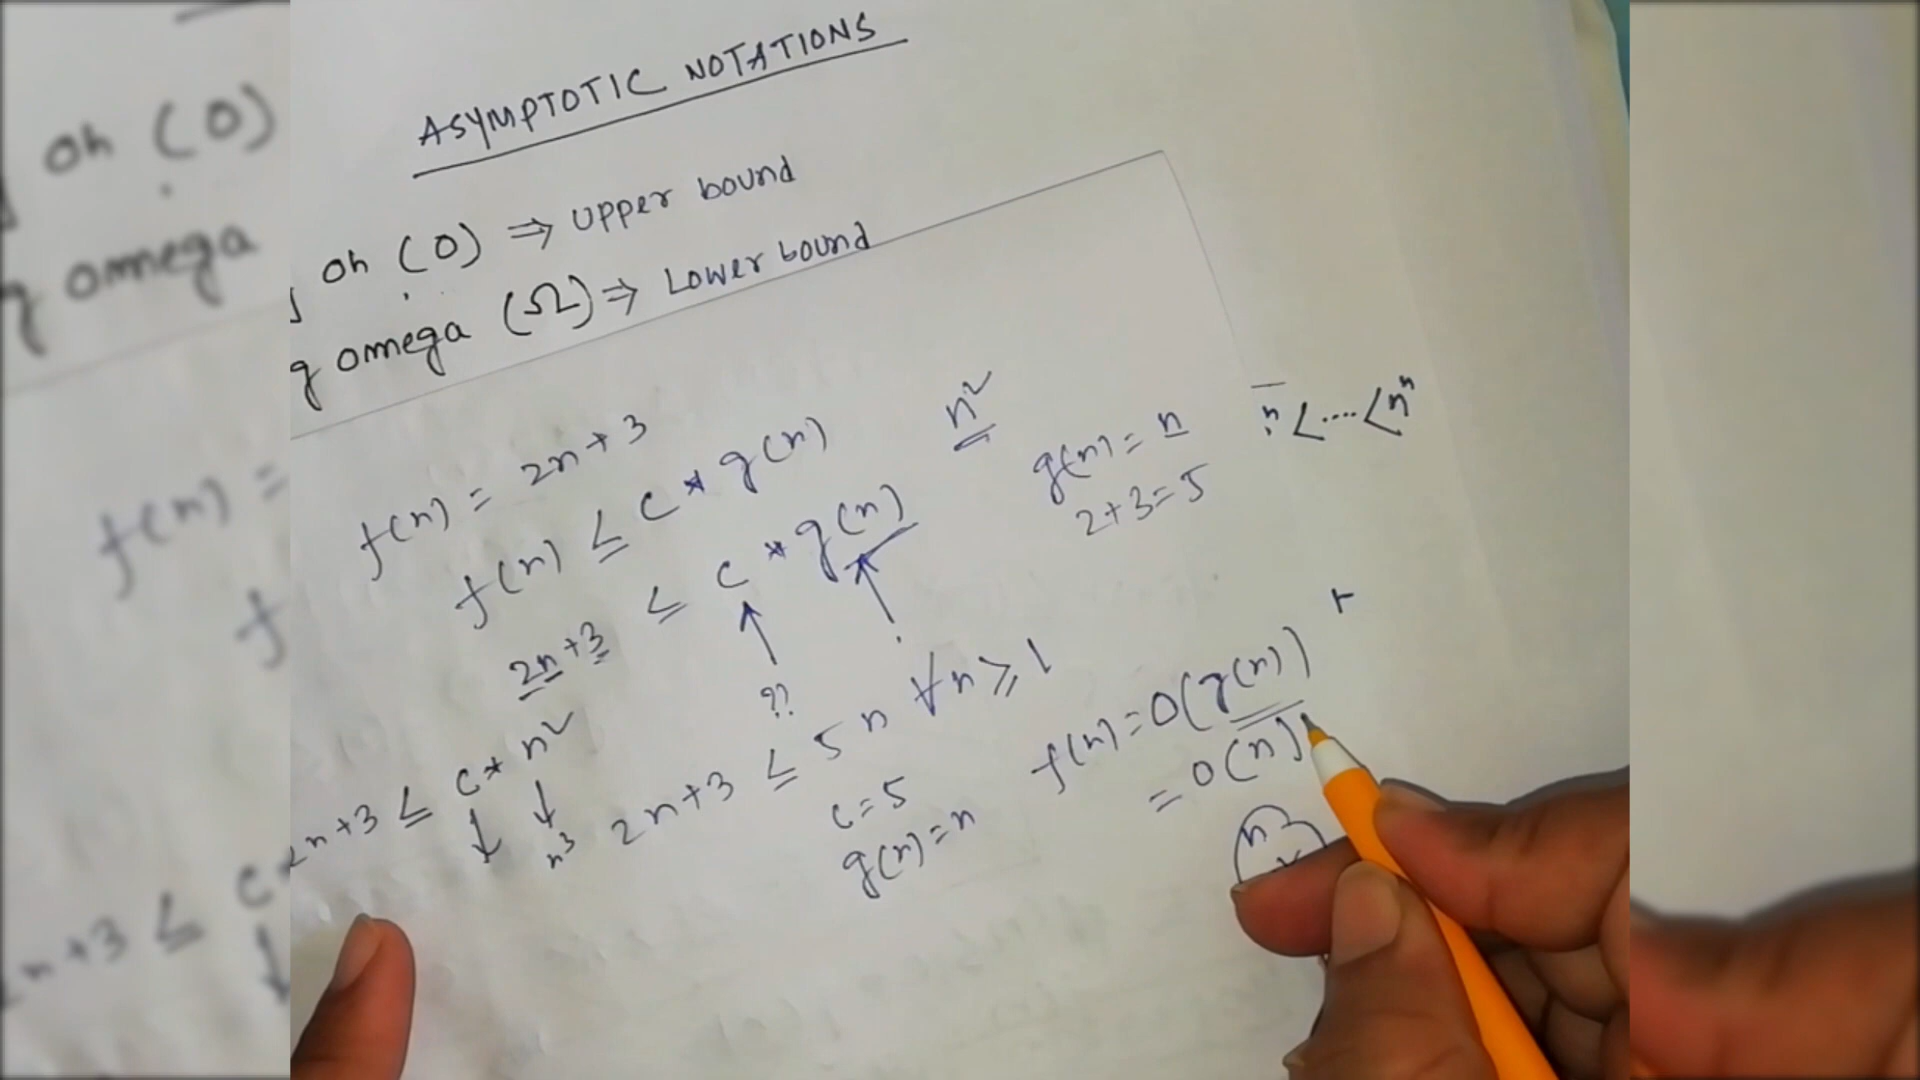 ASYMPTOTIC NOTATIONS
oh (O) ⇒ Upper bound
g omega (Ω) ⇒ Lower bound
f(n) = 2n+3
f(n) ≤ c * g(n)
n²
g(n) = n
2+3=5
n < .... < nⁿ
2n+3 ≤ c * g(n)
??
2n+3 ≤ c * n²
n³
2n+3 ≤ 5n ∀ n ≥ 1
c=5
g(n)=n
f(n) = O(g(n))
= O(n)